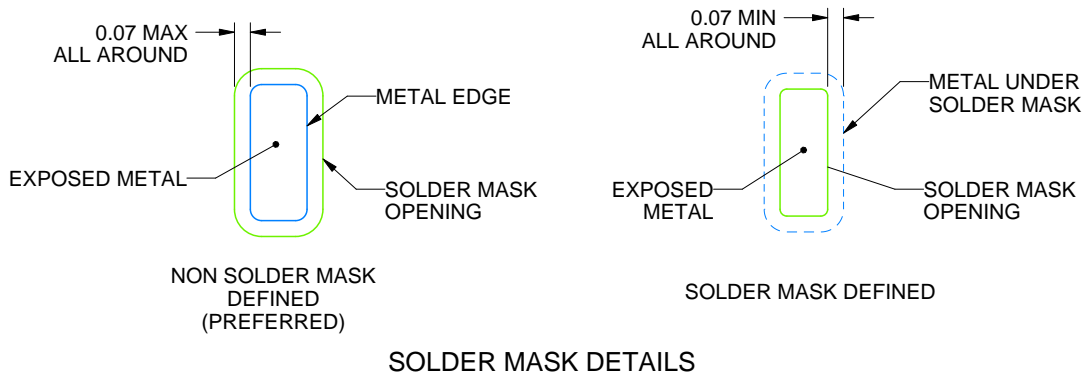 0.07 MAX
ALL AROUND
METAL EDGE
EXPOSED METAL
SOLDER MASK
OPENING
NON SOLDER MASK
DEFINED
(PREFERRED)
0.07 MIN
ALL AROUND
METAL UNDER
SOLDER MASK
EXPOSED
METAL
SOLDER MASK
OPENING
SOLDER MASK DEFINED
SOLDER MASK DETAILS